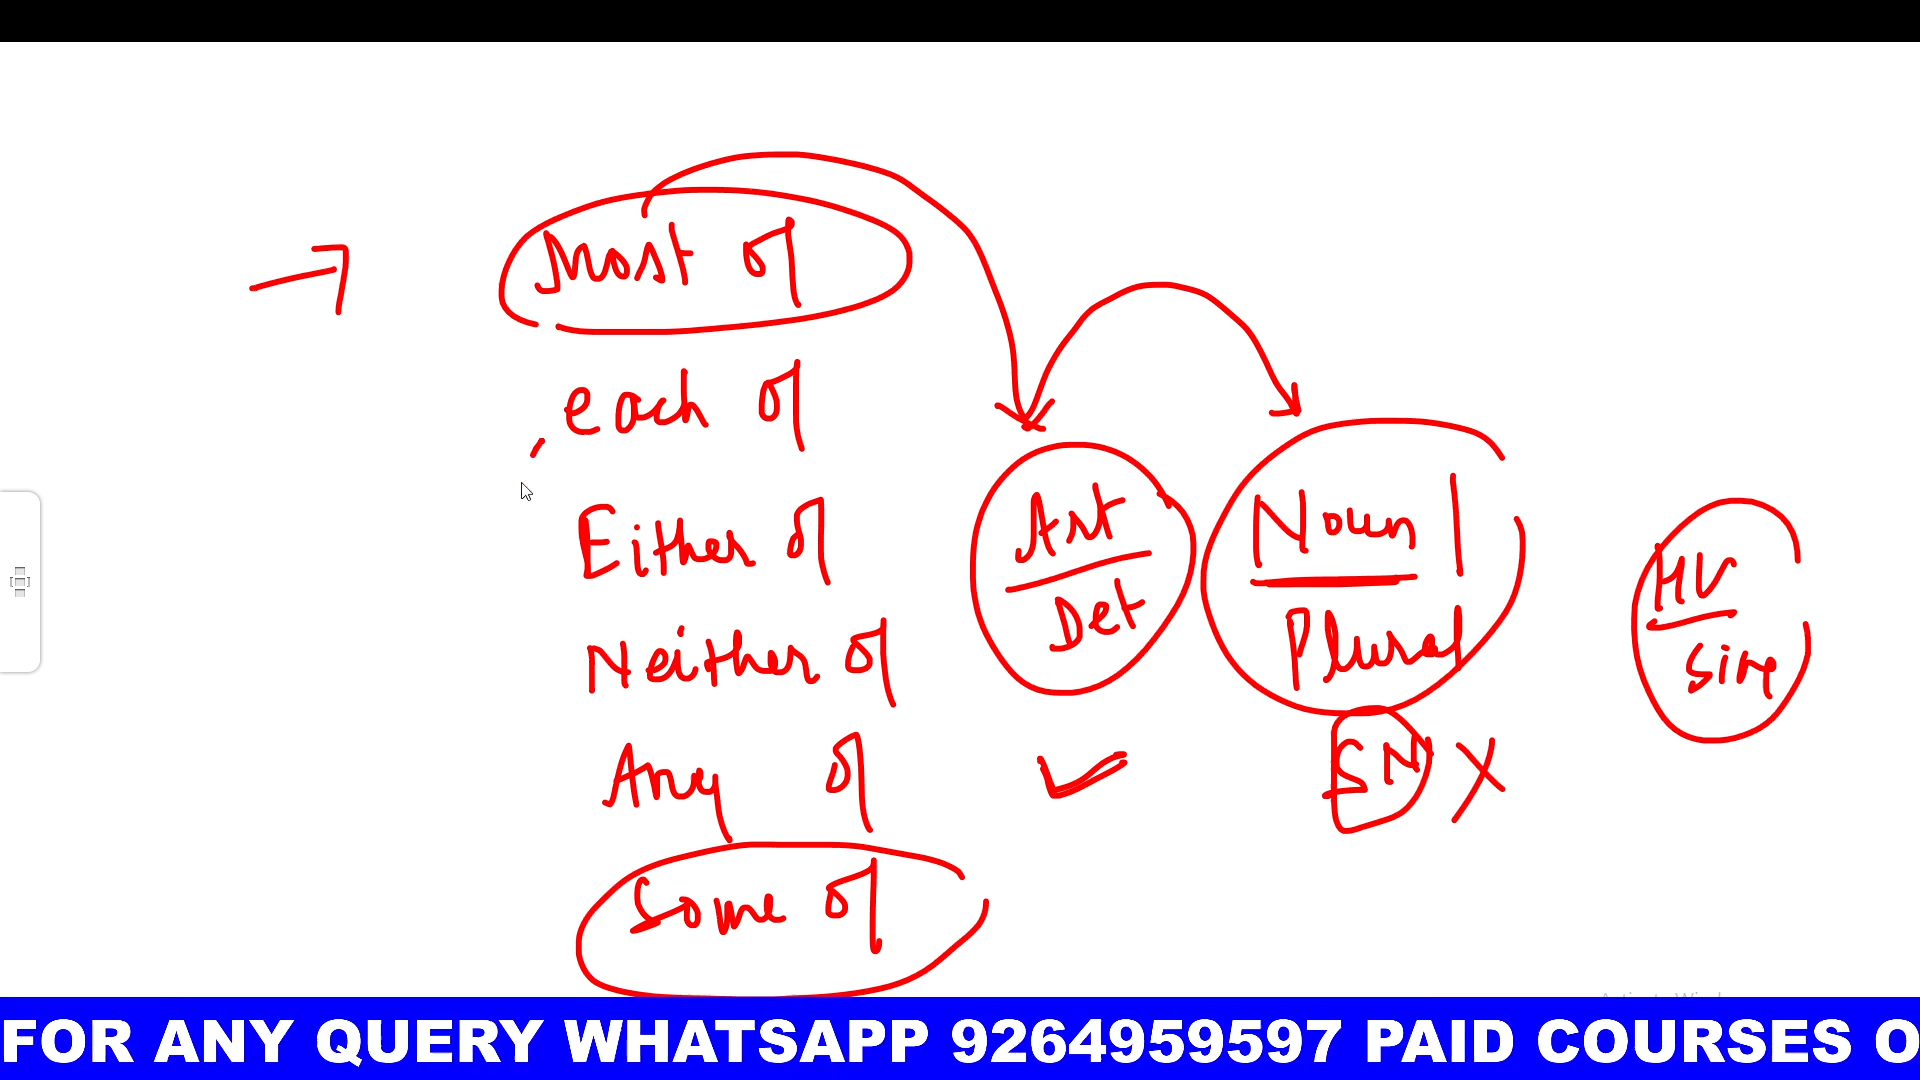 Most of
each of
Either of
Neither of
Any of
Some of
Art
Det
Noun
Plural
SN X
HV
sing
FOR ANY QUERY WHATSAPP 9264959597 PAID COURSES O